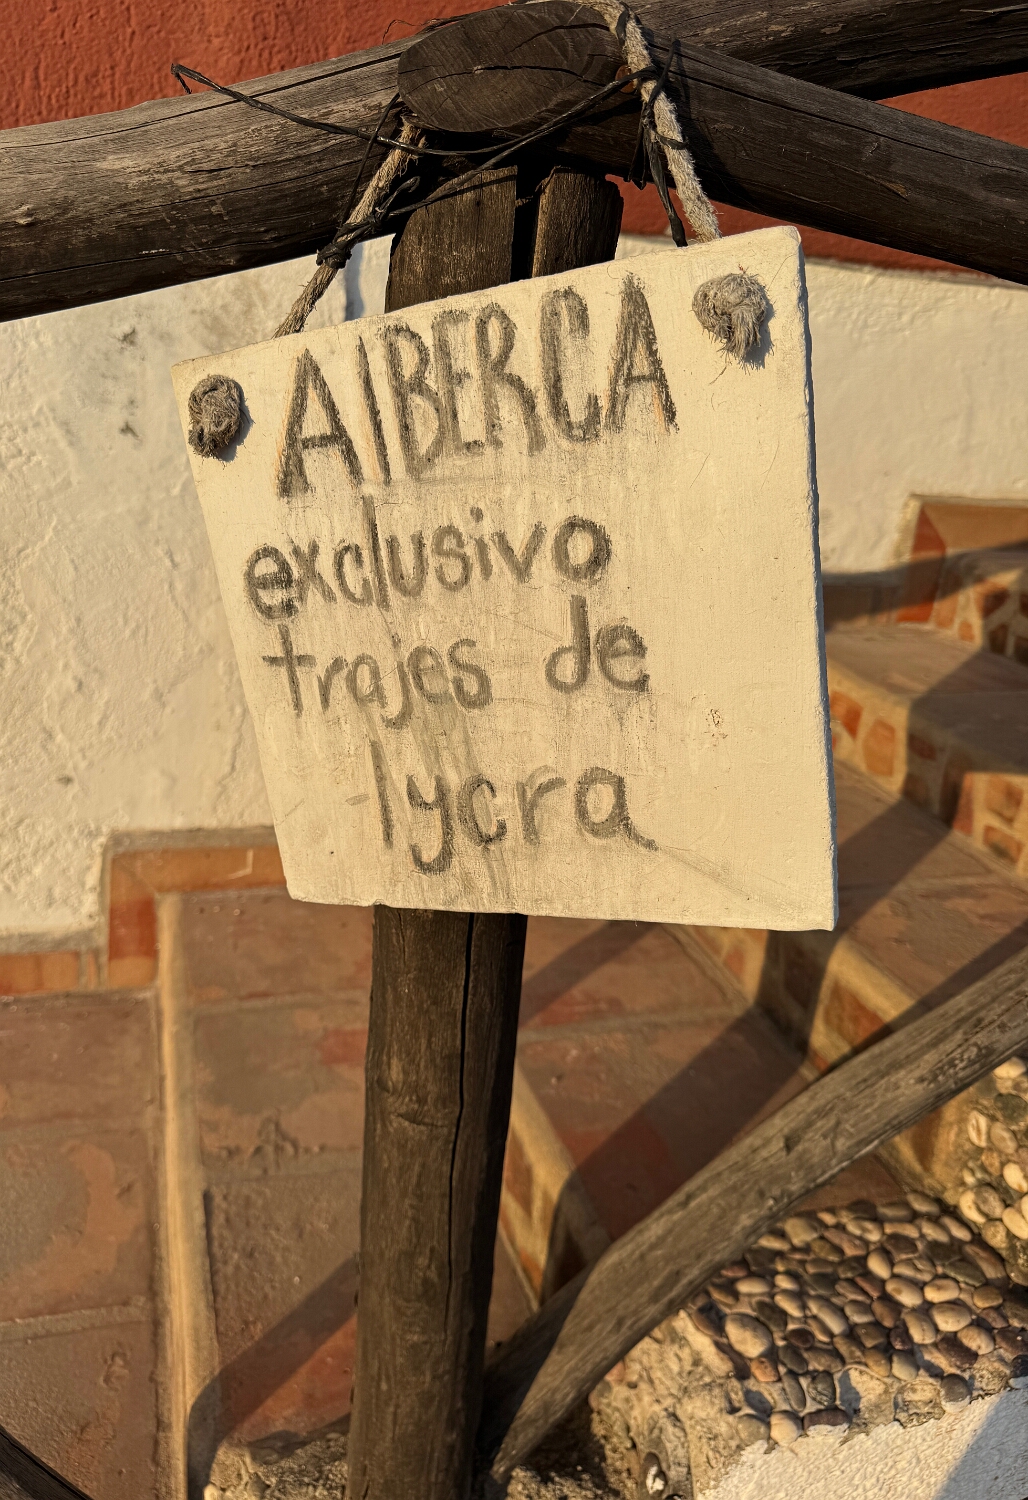 AlBERCA
exclusivo
trajes de
lycra